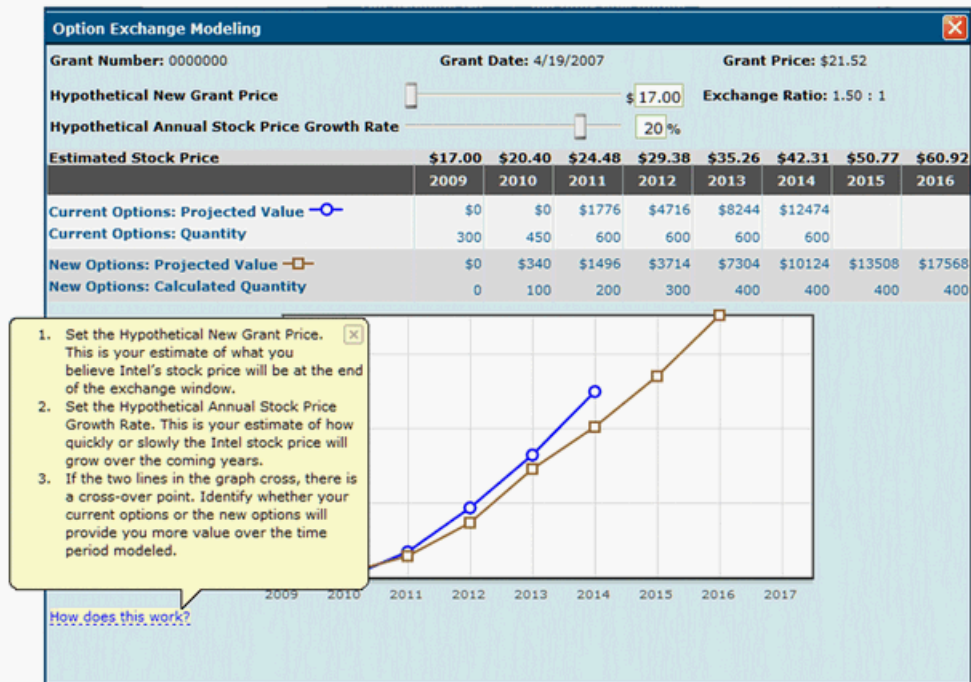 Option Exchange Modeling
Grant Number: 0000000 Grant Date: 4/19/2007 Grant Price: $21.52
Hypothetical New Grant Price $ 17.00 Exchange Ratio: 1.50 : 1
Hypothetical Annual Stock Price Growth Rate 20 %
Estimated Stock Price $17.00 $20.40 $24.48 $29.38 $35.26 $42.31 $50.77 $60.92
2009 2010 2011 2012 2013 2014 2015 2016
Current Options: Projected Value $0 $0 $1776 $4716 $8244 $12474
Current Options: Quantity 300 450 600 600 600 600
New Options: Projected Value $0 $340 $1496 $3714 $7304 $10124 $13508 $17568
New Options: Calculated Quantity 0 100 200 300 400 400 400 400
1. Set the Hypothetical New Grant Price.
This is your estimate of what you
believe Intel's stock price will be at the end
of the exchange window.
2. Set the Hypothetical Annual Stock Price
Growth Rate. This is your estimate of how
quickly or slowly the Intel stock price will
grow over the coming years.
3. If the two lines in the graph cross, there is
a cross-over point. Identify whether your
current options or the new options will
provide you more value over the time
period modeled.
2009 2010 2011 2012 2013 2014 2015 2016 2017
How does this work?